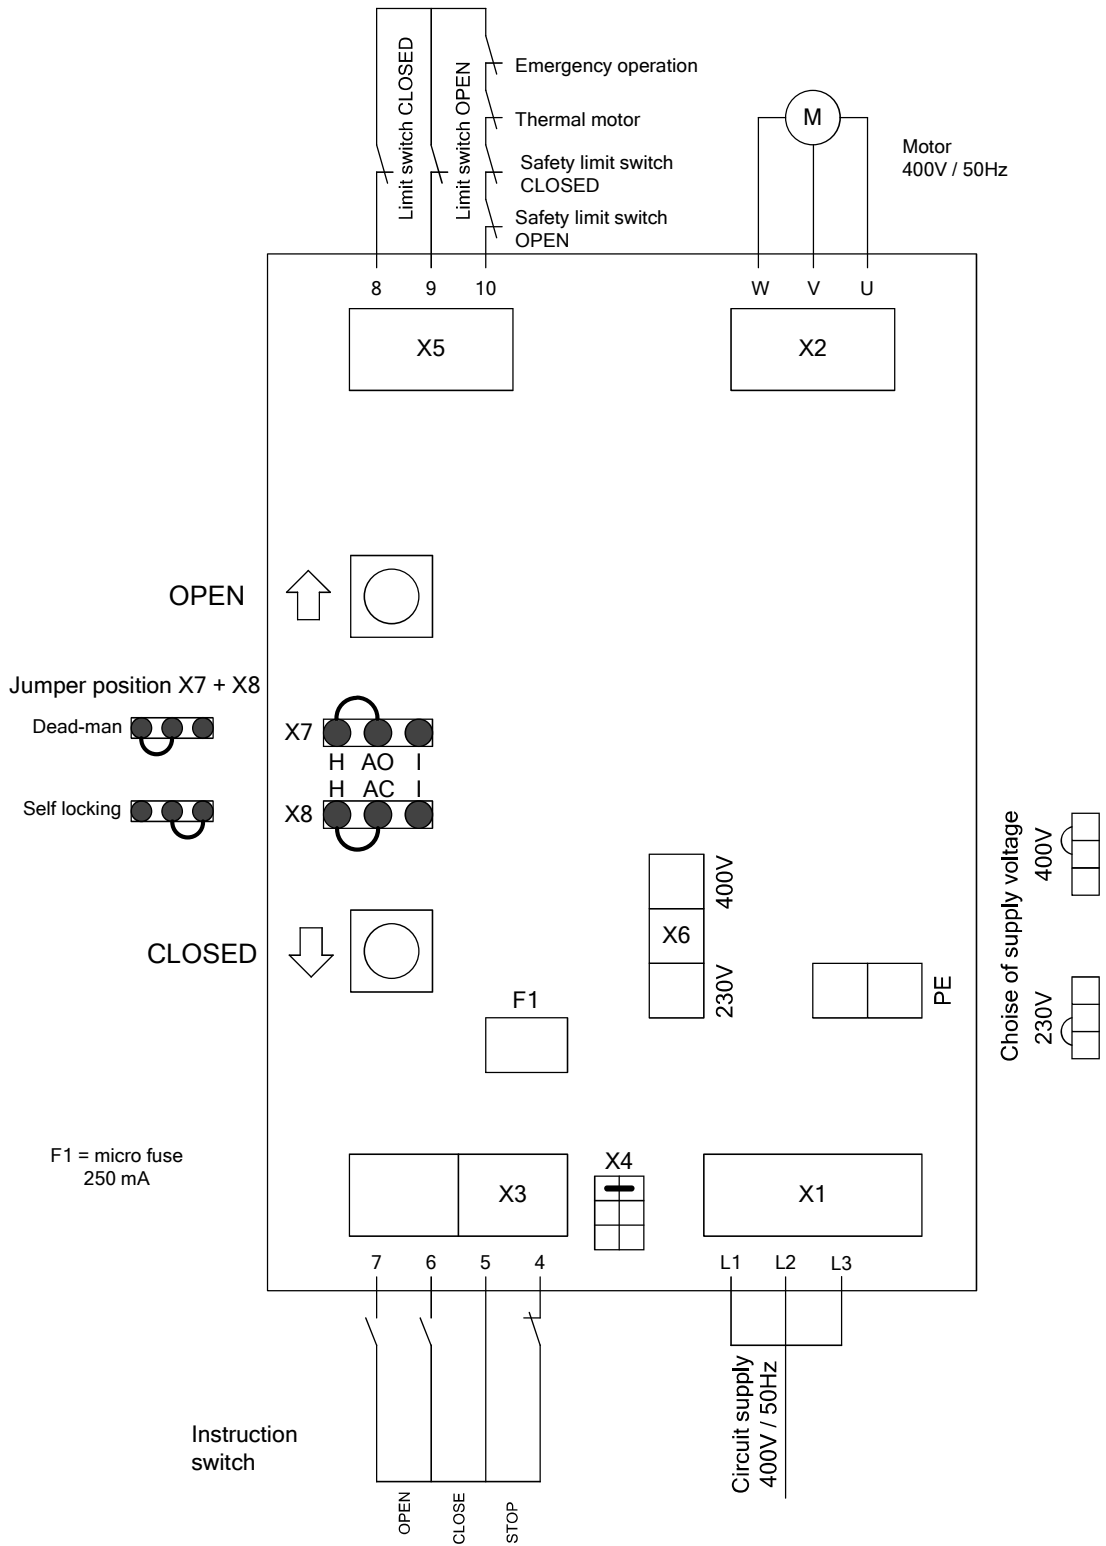 Limit switch CLOSED
Limit switch OPEN
Emergency operation
Thermal motor
Safety limit switch
CLOSED
Safety limit switch
OPEN
M
Motor
400V / 50Hz
8 9 10
W V U
X5
X2
OPEN
Jumper position X7 + X8
Dead-man
X7
H AO I
H AC I
Self locking
X8
CLOSED
400V
X6
230V
PE
Choise of supply voltage
400V
230V
F1
F1 = micro fuse
250 mA
X3
X4
X1
7 6 5 4
L1 L2 L3
Instruction
switch
OPEN
CLOSE
STOP
Circuit supply
400V / 50Hz